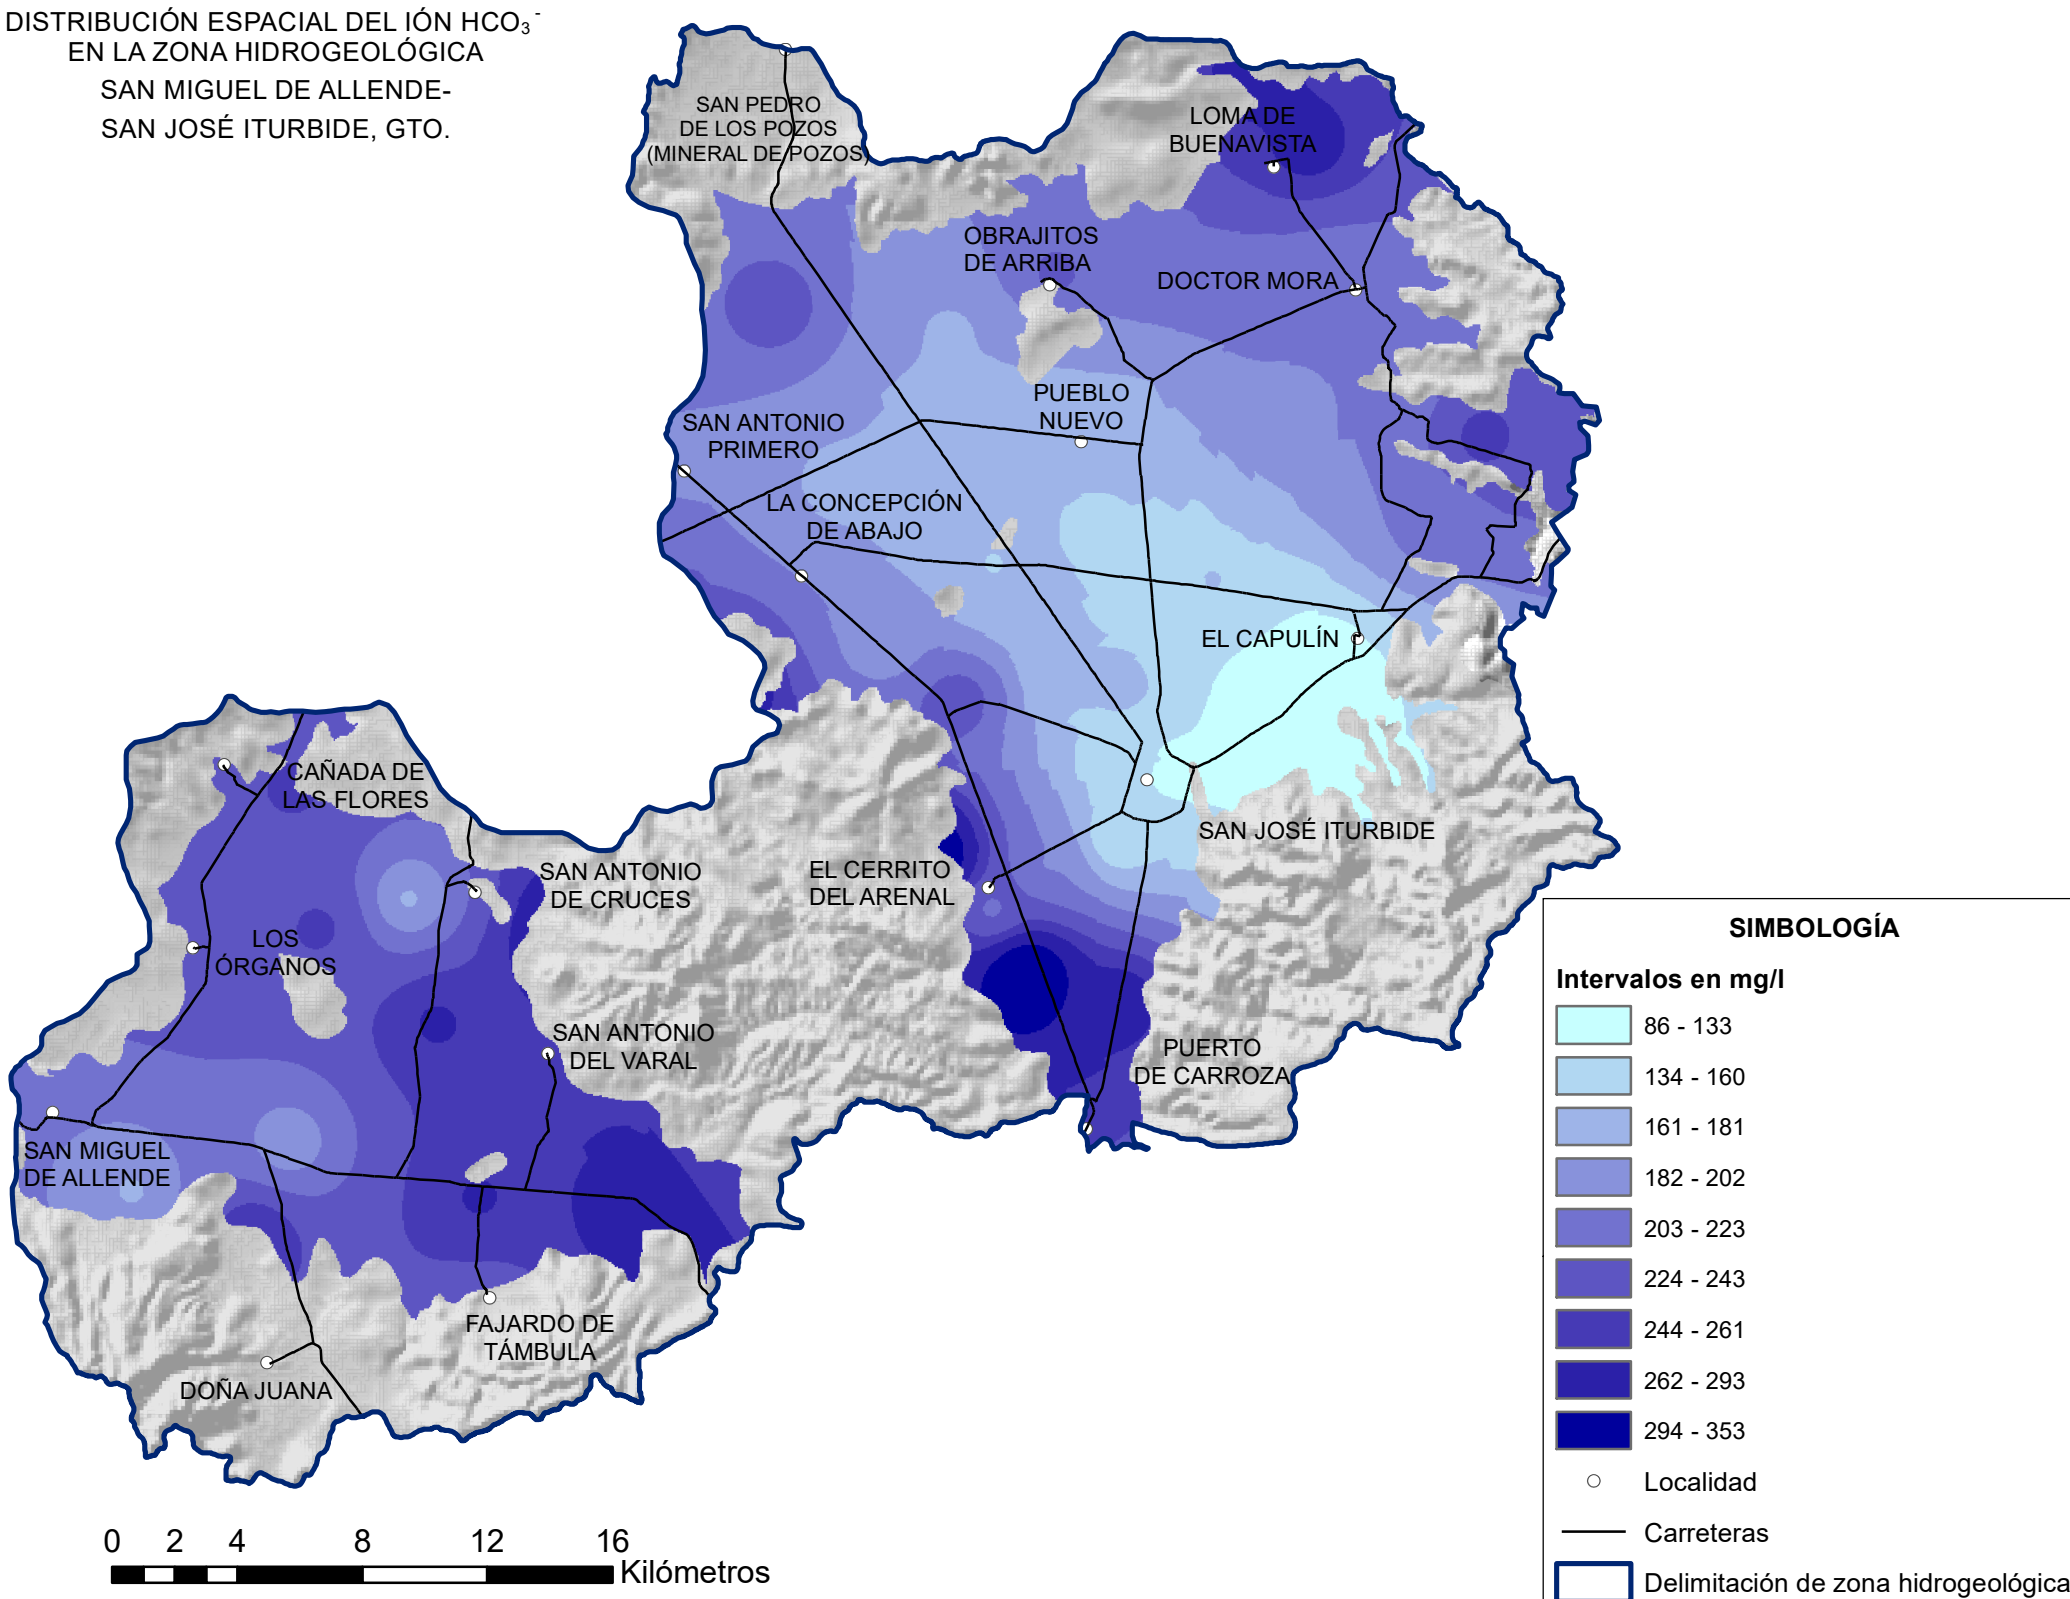 DISTRIBUCIÓN ESPACIAL DEL IÓN HCO₃⁻
EN LA ZONA HIDROGEOLÓGICA
SAN MIGUEL DE ALLENDE-
SAN JOSÉ ITURBIDE, GTO.
SAN PEDRO
DE LOS POZOS
(MINERAL DE POZOS)
LOMA DE
BUENAVISTA
OBRAJITOS
DE ARRIBA
DOCTOR MORA
PUEBLO
NUEVO
SAN ANTONIO
PRIMERO
LA CONCEPCIÓN
DE ABAJO
EL CAPULÍN
CAÑADA DE
LAS FLORES
SAN JOSÉ ITURBIDE
SAN ANTONIO
DE CRUCES
EL CERRITO
DEL ARENAL
LOS
ÓRGANOS
SAN ANTONIO
DEL VARAL
PUERTO
DE CARROZA
SAN MIGUEL
DE ALLENDE
FAJARDO DE
TÁMBULA
DOÑA JUANA
0 2 4 8 12 16
Kilómetros
SIMBOLOGÍA
Intervalos en mg/l
86 - 133
134 - 160
161 - 181
182 - 202
203 - 223
224 - 243
244 - 261
262 - 293
294 - 353
Localidad
Carreteras
Delimitación de zona hidrogeológica